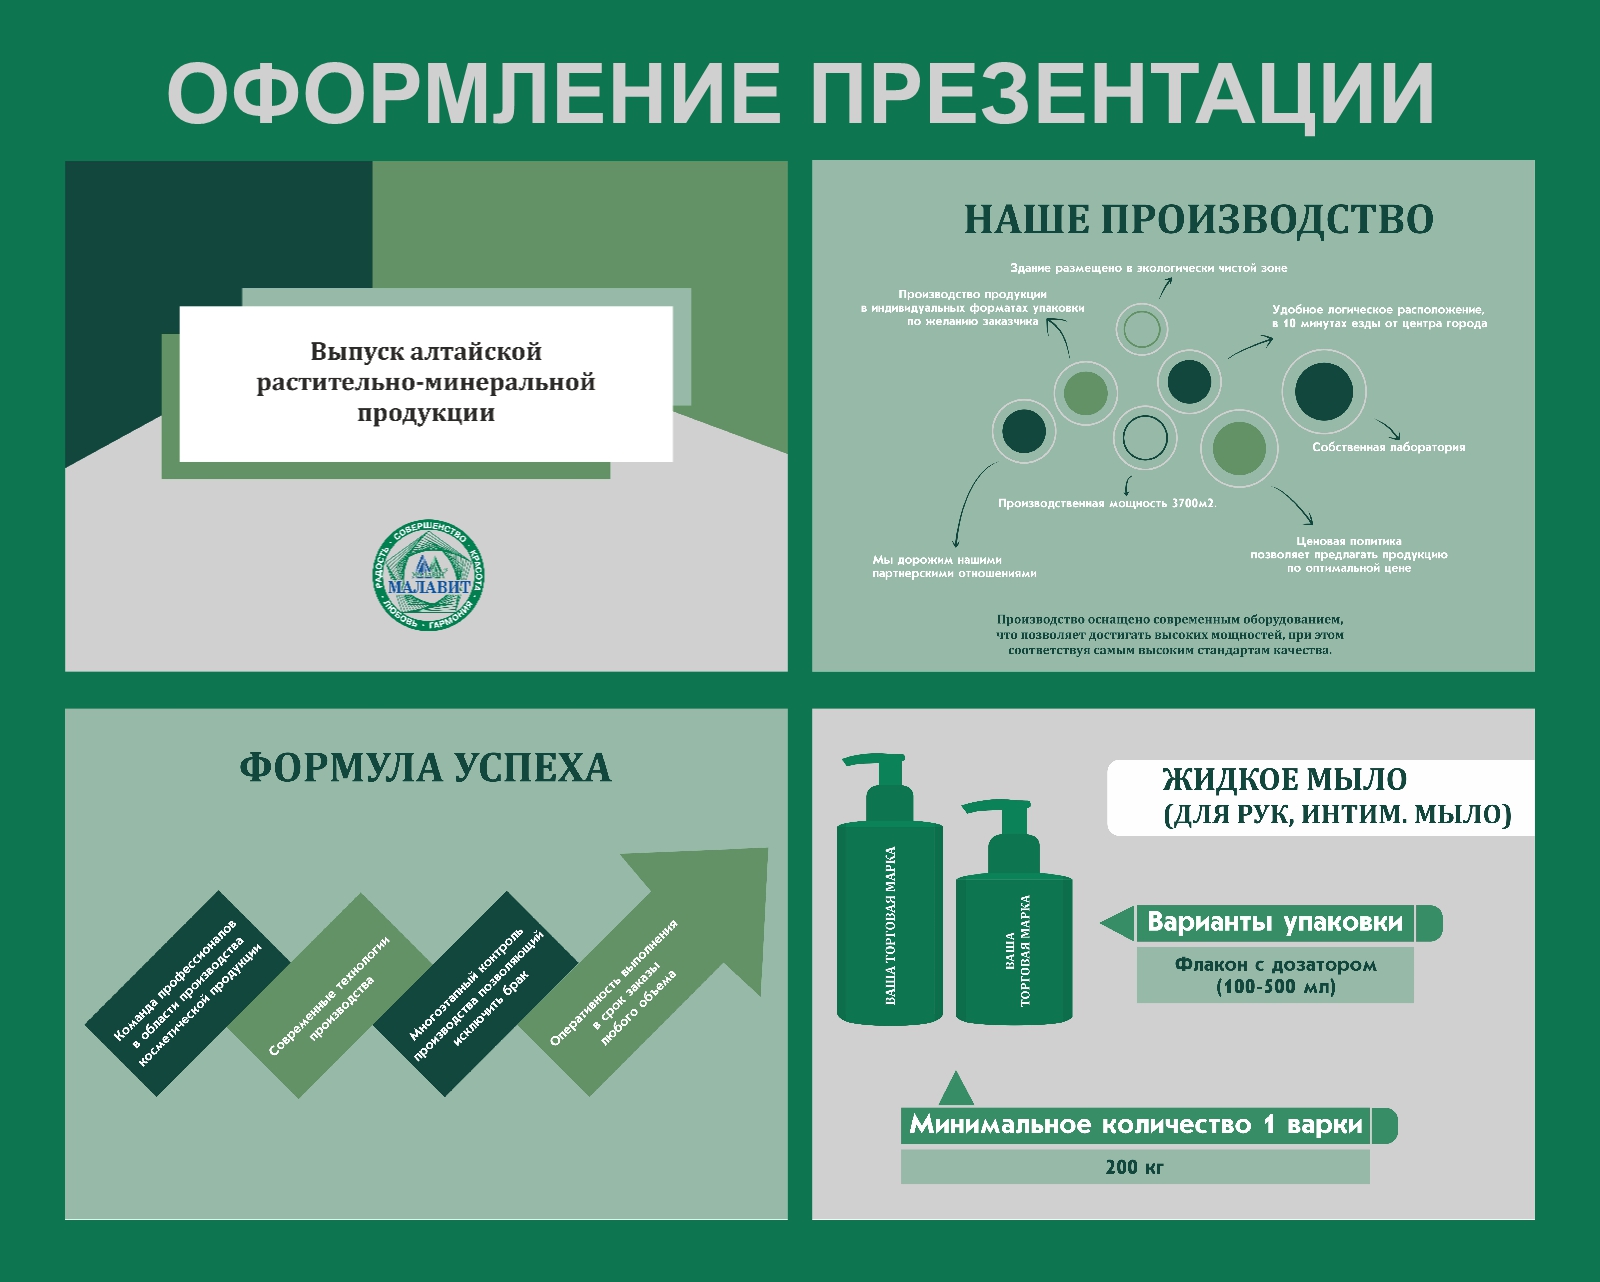 ОФОРМЛЕНИЕ ПРЕЗЕНТАЦИИ
Выпуск алтайской
растительно-минеральной
продукции
РАДОСТЬ · СОВЕРШЕНСТВО · КРАСОТА · ГАРМОНИЯ · ЛЮБОВЬ
МАЛАВИТ
НАШЕ ПРОИЗВОДСТВО
Здание размещено в экологически чистой зоне
Производство продукции
в индивидуальных форматах упаковки
по желанию заказчика
Удобное логическое расположение,
в 10 минутах езды от центра города
Собственная лаборатория
Производственная мощность 3700м2.
Ценовая политика
позволяет предлагать продукцию
по оптимальной цене
Мы дорожим нашими
партнерскими отношениями
Производство оснащено современным оборудованием,
что позволяет достигать высоких мощностей, при этом
соответствуя самым высоким стандартам качества.
ФОРМУЛА УСПЕХА
Команда профессионалов
в области производства
косметической продукции
Современные технологии
производства
Многоэтапный контроль
производства позволяющий
исключить брак
Оперативность выполнения
в срок заказы
любого объема
ЖИДКОЕ МЫЛО
(ДЛЯ РУК, ИНТИМ. МЫЛО)
ВАША ТОРГОВАЯ МАРКА
ВАША
ТОРГОВАЯ МАРКА
Варианты упаковки
Флакон с дозатором
(100-500 мл)
Минимальное количество 1 варки
200 кг